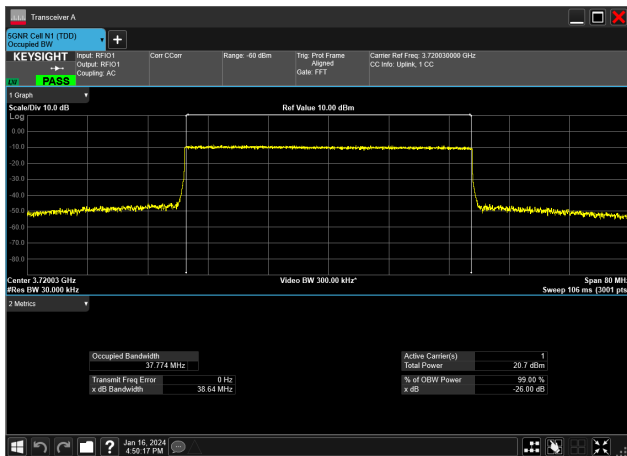 Transceiver A
5GNR Cell N1 (TDD)
Occupied BW
KEYSIGHT
Input: RFIO1
Output: RFIO1
Coupling: AC
Corr CCorr
Range: -60 dBm
Trig: Prot Frame
Aligned
Gate: FFT
Carrier Ref Freq: 3.720030000 GHz
CC Info: Uplink, 1 CC
PASS
1 Graph
Scale/Div 10.0 dB
Ref Value 10.00 dBm
Log
0.00
-10.0
-20.0
-30.0
-40.0
-50.0
-60.0
-70.0
-80.0
Center 3.72003 GHz
Video BW 300.00 kHz*
Span 80 MHz
#Res BW 30.000 kHz
Sweep 106 ms (3001 pts
2 Metrics
Occupied Bandwidth
37.774 MHz
Transmit Freq Error 0 Hz
x dB Bandwidth 38.64 MHz
Active Carrier(s) 1
Total Power 20.7 dBm
% of OBW Power 99.00 %
x dB -26.00 dB
Jan 16, 2024
4:50:17 PM